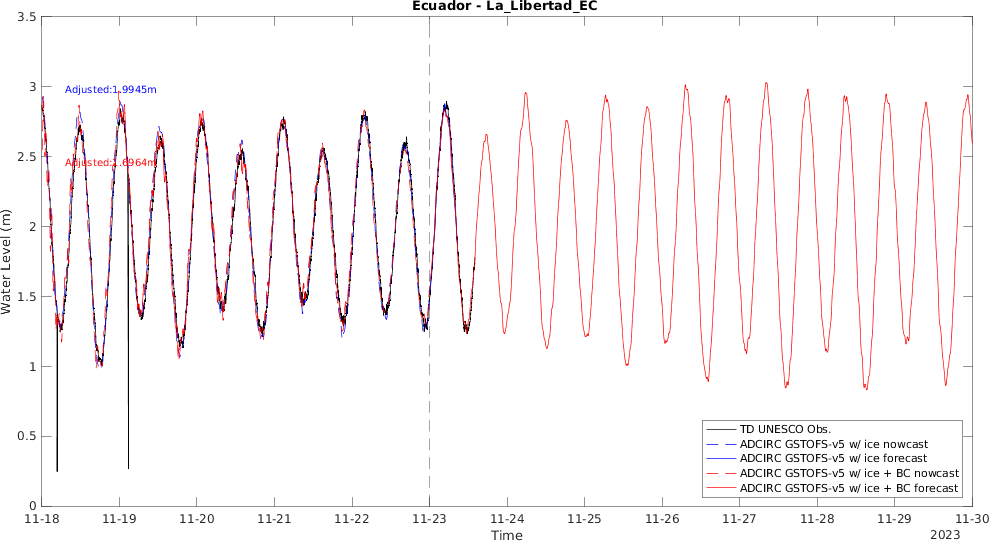 Ecuador - La_Libertad_EC
3.5
3
2.5
2
1.5
1
0.5
0
Water Level (m)
Adjusted:1.9945m
Adjusted:1.6964m
TD UNESCO Obs.
ADCIRC GSTOFS-v5 w/ ice nowcast
ADCIRC GSTOFS-v5 w/ ice forecast
ADCIRC GSTOFS-v5 w/ ice + BC nowcast
ADCIRC GSTOFS-v5 w/ ice + BC forecast
11-18 11-19 11-20 11-21 11-22 11-23 11-24 11-25 11-26 11-27 11-28 11-29 11-30
Time
2023